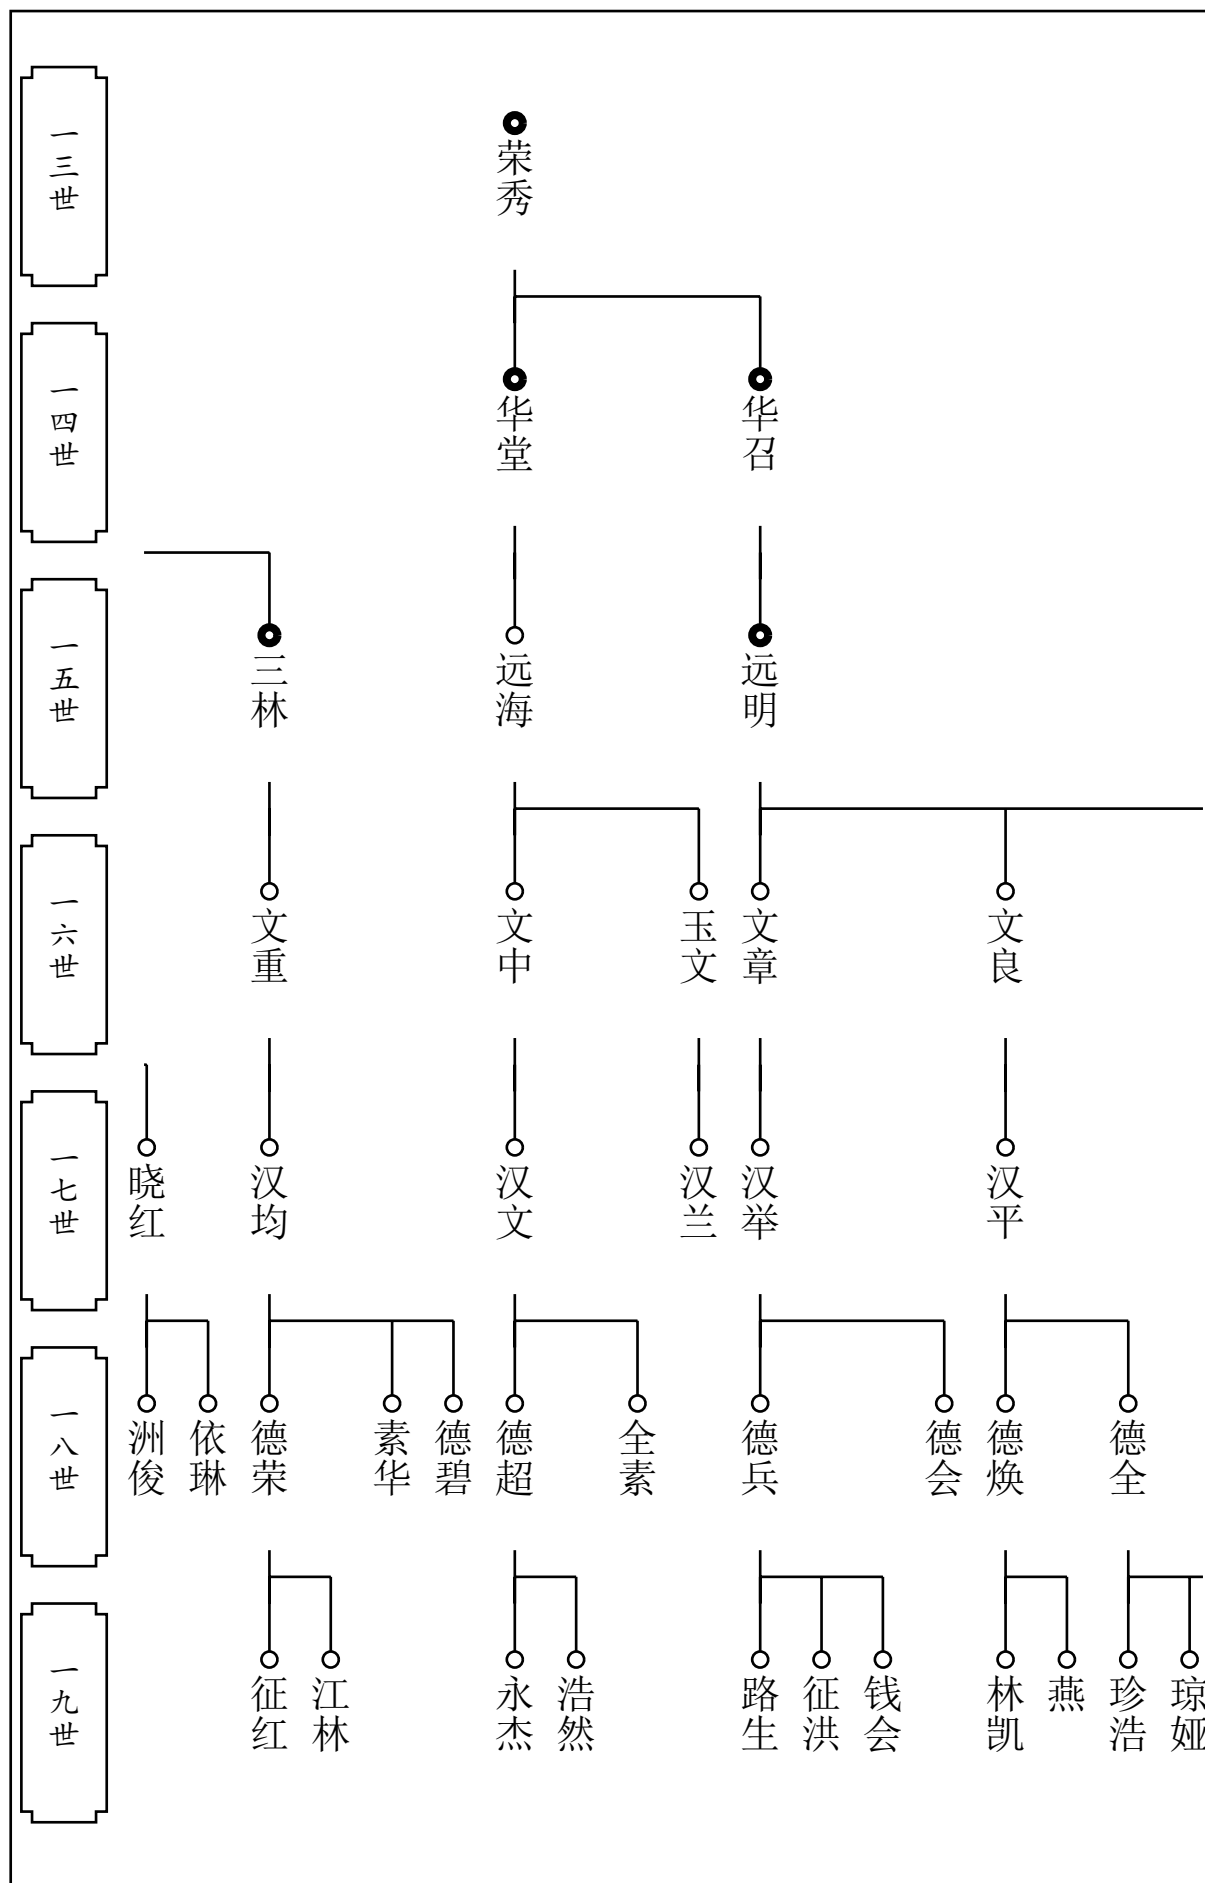 一三世
荣秀
一四世
华堂
华召
一五世
三林
远海
远明
一六世
文重
文中
玉文
文章
文良
一七世
晓红
汉均
汉文
汉兰
汉举
汉平
一八世
洲俊
依琳
德荣
素华
德碧
德超
全素
德兵
德会
德焕
德全
一九世
征红
江林
永杰
浩然
路生
征洪
钱会
林凯
燕
珍浩
琼娅